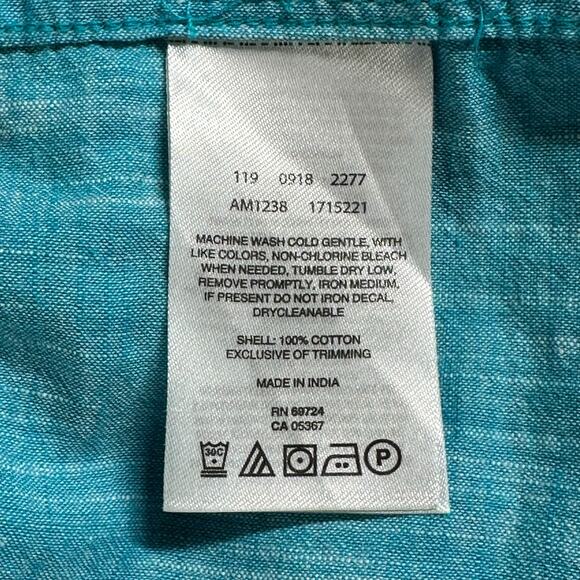 119 0918 2277
AM1238 1715221
MACHINE WASH COLD GENTLE, WITH
LIKE COLORS, NON-CHLORINE BLEACH
WHEN NEEDED, TUMBLE DRY LOW,
REMOVE PROMPTLY, IRON MEDIUM.
IF PRESENT DO NOT IRON DECAL,
DRYCLEANABLE
SHELL: 100% COTTON
EXCLUSIVE OF TRIMMING
MADE IN INDIA
RN 69724
CA 05367
30C P